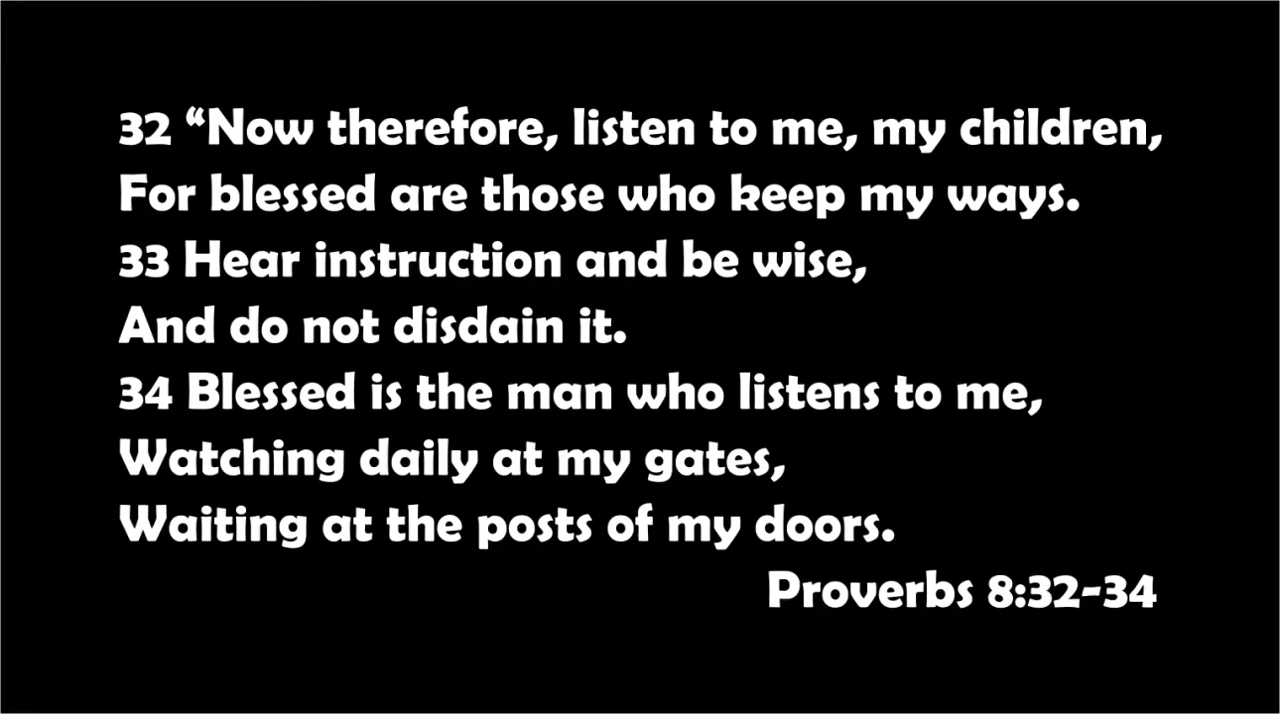 32 “Now therefore, listen to me, my children,
For blessed are those who keep my ways.
33 Hear instruction and be wise,
And do not disdain it.
34 Blessed is the man who listens to me,
Watching daily at my gates,
Waiting at the posts of my doors.
Proverbs 8:32-34